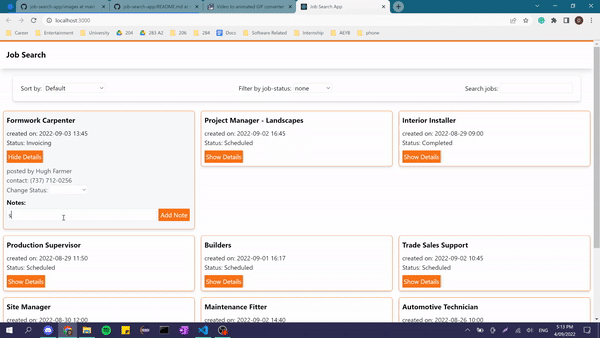 job-search-app/images at main
job-search-app/README.md at m
Video to animated GIF converter
Job Search App
localhost:3000
Career Entertainment University 204 283 A2 206 284 Docs Software Related Internship AEYB phone
Job Search
Sort by: Default
Filter by job-status: none
Search jobs:
Formwork Carpenter
created on: 2022-09-03 13:45
Status: Invoicing
Hide Details
posted by Hugh Farmer
contact: (737) 712-0256
Change Status:
Notes:
s
Add Note
Project Manager - Landscapes
created on: 2022-09-02 16:45
Status: Scheduled
Show Details
Interior Installer
created on: 2022-08-29 09:00
Status: Completed
Show Details
Production Supervisor
created on: 2022-08-29 11:50
Status: Scheduled
Show Details
Builders
created on: 2022-09-01 16:17
Status: Scheduled
Show Details
Trade Sales Support
created on: 2022-09-02 10:45
Status: Scheduled
Show Details
Site Manager
created on: 2022-08-30 12:00
Maintenance Fitter
created on: 2022-09-02 14:40
Automotive Technician
created on: 2022-08-26 10:00
ENG
5:13 PM
4/09/2022